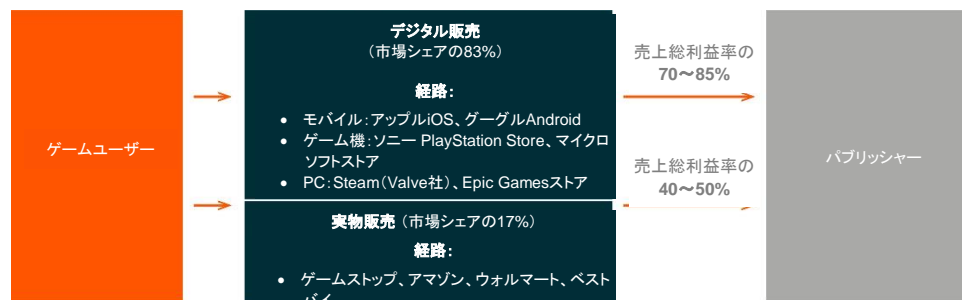 ゲームユーザー
デジタル販売
（市場シェアの83%）
経路：
• モバイル：アップルiOS、グーグルAndroid
• ゲーム機：ソニー PlayStation Store、マイクロ
ソフトストア
• PC：Steam（Valve社）、Epic Gamesストア
実物販売（市場シェアの17%）
経路：
• ゲームストップ、アマゾン、ウォルマート、ベスト
バイ
売上総利益率の
70～85%
売上総利益率の
40～50%
パブリッシャー